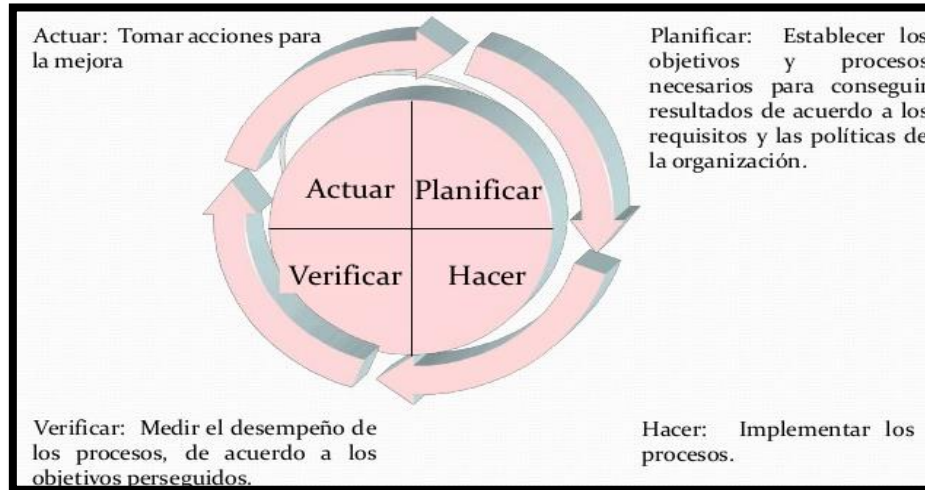 Actuar: Tomar acciones para
la mejora
Planificar: Establecer los
objetivos y procesos
necesarios para conseguir
resultados de acuerdo a los
requisitos y las políticas de
la organización.
Actuar
Planificar
Verificar
Hacer
Verificar: Medir el desempeño de
los procesos, de acuerdo a los
objetivos perseguidos.
Hacer: Implementar los
procesos.